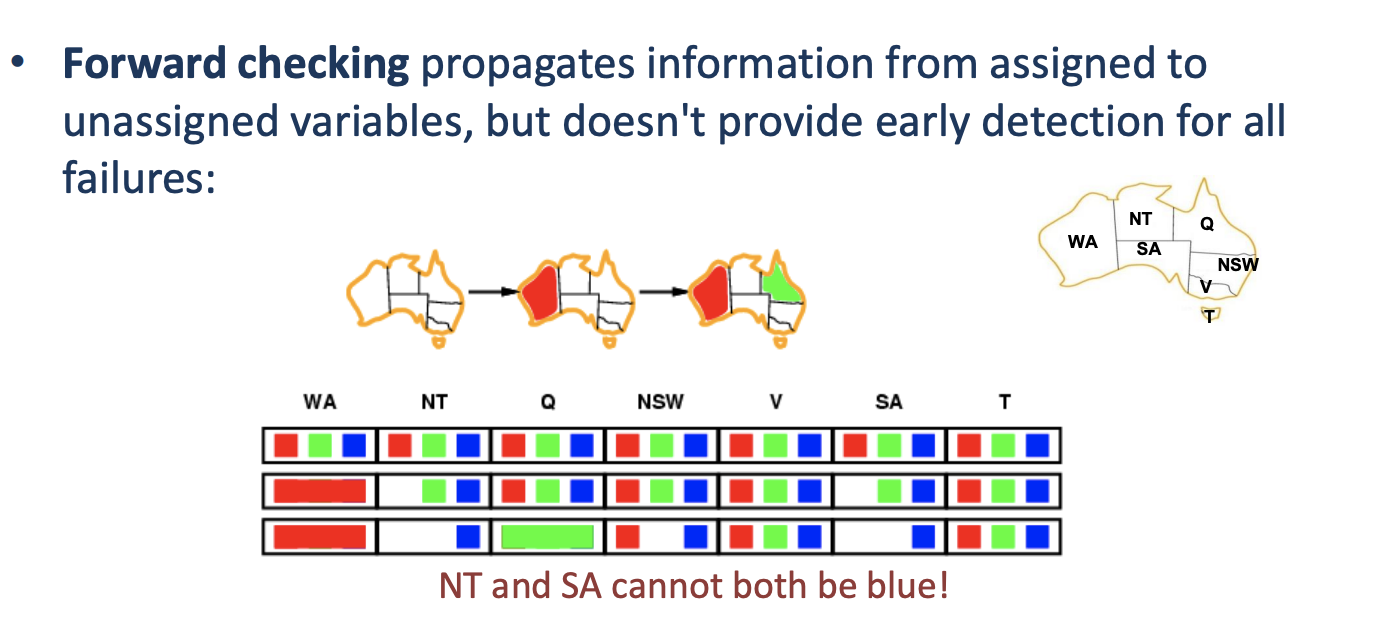 • Forward checking propagates information from assigned to
unassigned variables, but doesn't provide early detection for all
failures:
NT
Q
WA
SA
NSW
V
T
WA NT Q NSW V SA T
NT and SA cannot both be blue!